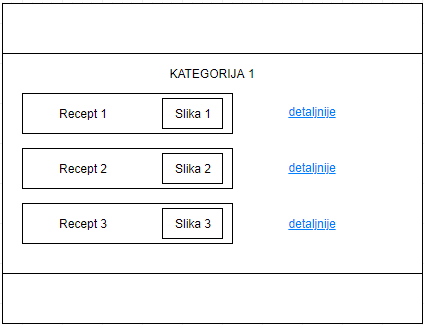 KATEGORIJA 1
Recept 1 Slika 1 detaljnije
Recept 2 Slika 2 detaljnije
Recept 3 Slika 3 detaljnije